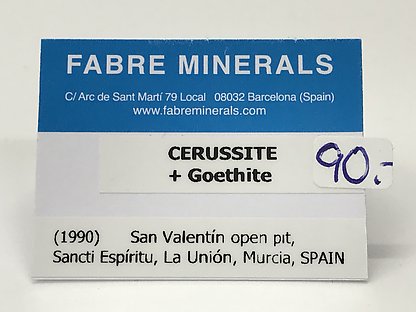 FABRE MINERALS
C/ Arc de Sant Martí 79 Local 08032 Barcelona (Spain)
www.fabreminerals.com
CERUSSITE
+ Goethite
90.-
(1990) San Valentín open pit,
Sancti Espíritu, La Unión, Murcia, SPAIN